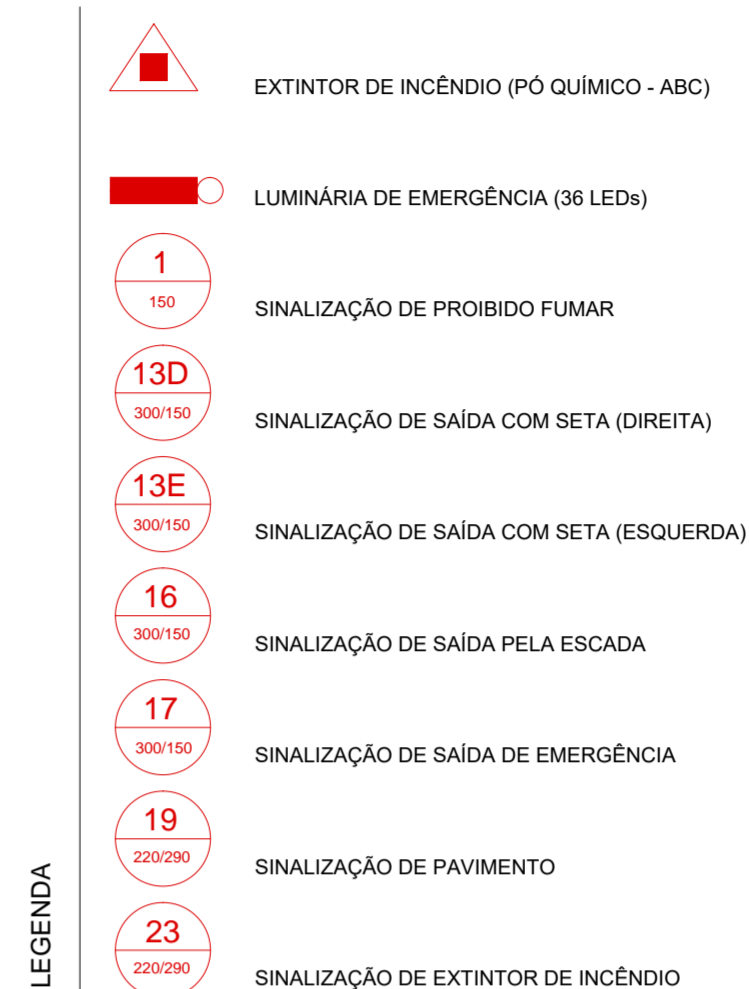 EXTINTOR DE INCÊNDIO (PÓ QUÍMICO - ABC)
LUMINÁRIA DE EMERGÊNCIA (36 LEDs)
1
150
SINALIZAÇÃO DE PROIBIDO FUMAR
13D
300/150
SINALIZAÇÃO DE SAÍDA COM SETA (DIREITA)
13E
300/150
SINALIZAÇÃO DE SAÍDA COM SETA (ESQUERDA)
16
300/150
SINALIZAÇÃO DE SAÍDA PELA ESCADA
17
300/150
SINALIZAÇÃO DE SAÍDA DE EMERGÊNCIA
19
220/290
SINALIZAÇÃO DE PAVIMENTO
23
220/290
SINALIZAÇÃO DE EXTINTOR DE INCÊNDIO
LEGENDA